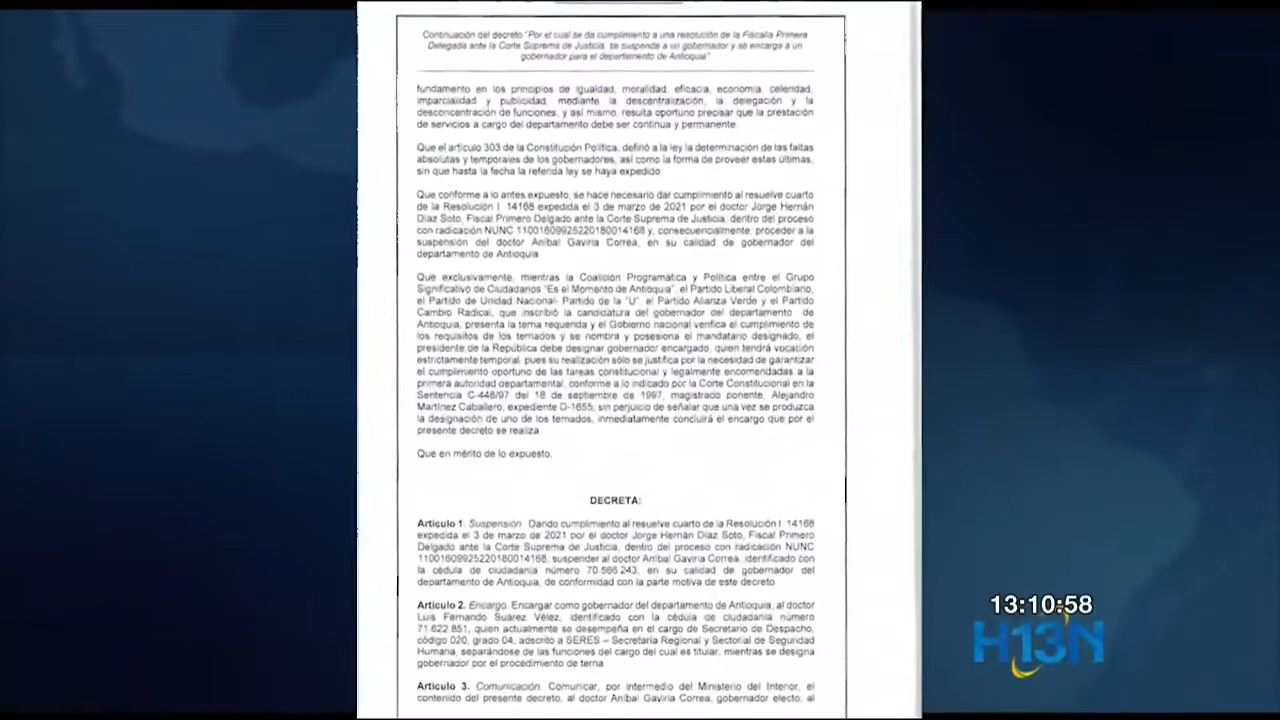 Continuación del decreto "Por el cual se da cumplimiento a una resolución de la Fiscalía Primera
Delegada ante la Corte Suprema de Justicia, se suspende a un gobernador y se encarga a un
gobernador para el departamento de Antioquia"
fundamento en los principios de igualdad, moralidad, eficacia, economía, celeridad,
imparcialidad y publicidad, mediante la descentralización, la delegación y la
desconcentración de funciones, y así mismo, resulta oportuno precisar que la prestación
de servicios a cargo del departamento debe ser continua y permanente.
Que el artículo 303 de la Constitución Política, defirió a la ley la determinación de las faltas
absolutas y temporales de los gobernadores, así como la forma de proveer estas últimas,
sin que hasta la fecha la referida ley se haya expedido
Que conforme a lo antes expuesto, se hace necesario dar cumplimiento al resuelve cuarto
de la Resolución I. 14168 expedida el 3 de marzo de 2021 por el doctor Jorge Hernán
Díaz Soto, Fiscal Primero Delgado ante la Corte Suprema de Justicia, dentro del proceso
con radicación NUNC 11001609925220180014168 y, consecuencialmente, proceder a la
suspensión del doctor Aníbal Gaviria Correa, en su calidad de gobernador del
departamento de Antioquia
Que exclusivamente, mientras la Coalición Programática y Política entre el Grupo
Significativo de Ciudadanos "Es el Momento de Antioquia", el Partido Liberal Colombiano,
el Partido de Unidad Nacional- Partido de la "U", el Partido Alianza Verde y el Partido
Cambio Radical, que inscribió la candidatura del gobernador del departamento de
Antioquia, presenta la terna requerida y el Gobierno nacional verifica el cumplimiento de
los requisitos de los ternados y se nombra y posesiona el mandatario designado, el
presidente de la República debe designar gobernador encargado, quien tendrá vocación
estrictamente temporal, pues su realización sólo se justifica por la necesidad de garantizar
el cumplimiento oportuno de las tareas constitucional y legalmente encomendadas a la
primera autoridad departamental, conforme a lo indicado por la Corte Constitucional en la
Sentencia C-448/97 del 18 de septiembre de 1997, magistrado ponente, Alejandro
Martínez Caballero, expediente D-1655, sin perjuicio de señalar que una vez se produzca
la designación de uno de los ternados, inmediatamente concluirá el encargo que por el
presente decreto se realiza.
Que en mérito de lo expuesto,
DECRETA:
Artículo 1. Suspensión. Dando cumplimiento al resuelve cuarto de la Resolución I. 14168
expedida el 3 de marzo de 2021 por el doctor Jorge Hernán Díaz Soto, Fiscal Primero
Delgado ante la Corte Suprema de Justicia, dentro del proceso con radicación NUNC
11001609925220180014168, suspender al doctor Aníbal Gaviria Correa, identificado con
la cédula de ciudadanía número 70.566.243, en su calidad de gobernador del
departamento de Antioquia, de conformidad con la parte motiva de este decreto
Artículo 2. Encargo. Encargar como gobernador del departamento de Antioquia, al doctor
Luis Fernando Suárez Vélez, identificado con la cédula de ciudadanía número
71.622.851, quien actualmente se desempeña en el cargo de Secretario de Despacho,
código 020, grado 04, adscrito a SERES – Secretaría Regional y Sectorial de Seguridad
Humana, separándose de las funciones del cargo del cual es titular, mientras se designa
gobernador por el procedimiento de terna
Artículo 3. Comunicación. Comunicar, por intermedio del Ministerio del Interior, el
contenido del presente decreto, al doctor Aníbal Gaviria Correa, gobernador electo, al
13:10:58
H13N